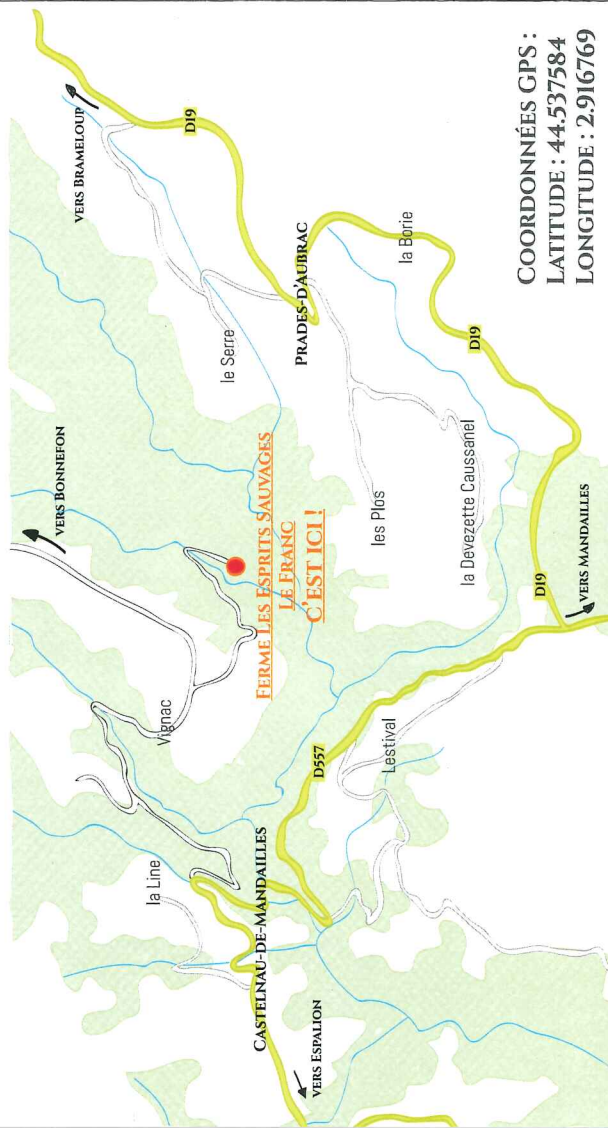 VERS BRAMELOUP
D19
VERS BONNEFON
le Serre
PRADES-D'AUBRAC
la Borie
FERME LES ESPRITS SAUVAGES
LE FRANC
C'EST ICI !
Vignac
les Plos
la Devezette Caussanel
D19
D19
VERS MANDAILLES
D557
Lestival
la Line
CASTELNAU-DE-MANDAILLES
VERS ESPALION
COORDONNÉES GPS :
LATITUDE : 44.537584
LONGITUDE : 2.916769